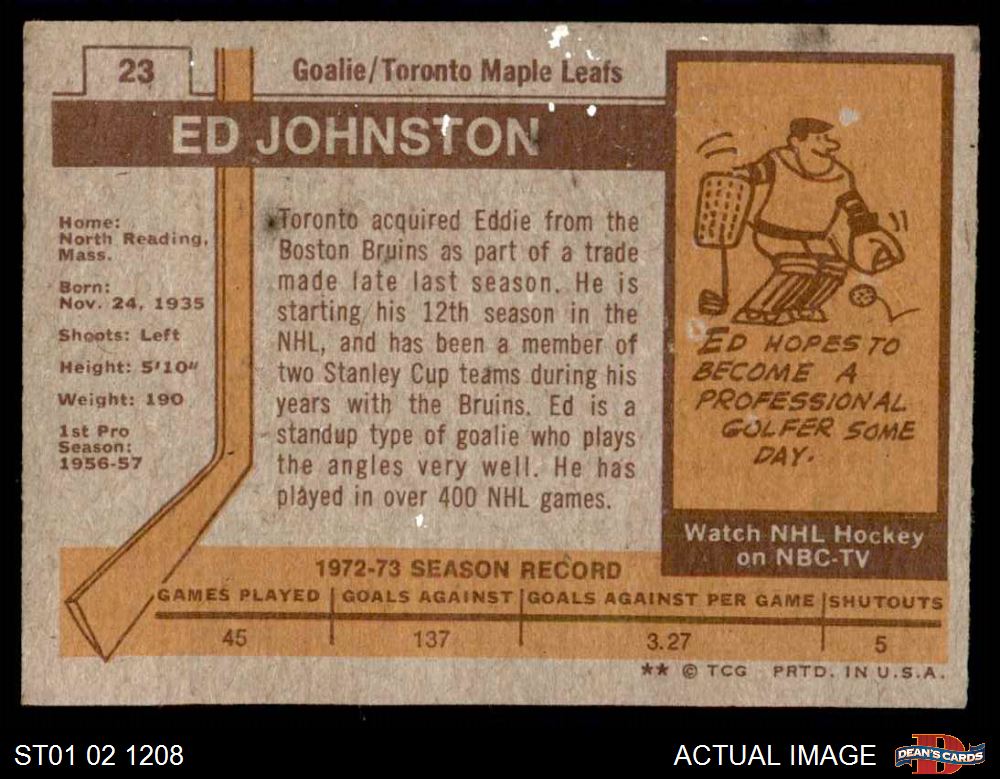 23
Goalie/Toronto Maple Leafs
ED JOHNSTON
Home:
North Reading,
Mass.
Born:
Nov. 24, 1935
Shoots: Left
Height: 5'10"
Weight: 190
1st Pro
Season:
1956-57
Toronto acquired Eddie from the
Boston Bruins as part of a trade
made late last season. He is
starting his 12th season in the
NHL, and has been a member of
two Stanley Cup teams during his
years with the Bruins. Ed is a
standup type of goalie who plays
the angles very well. He has
played in over 400 NHL games.
ED HOPES TO
BECOME A
PROFESSIONAL
GOLFER SOME
DAY.
Watch NHL Hockey
on NBC-TV
1972-73 SEASON RECORD
GAMES PLAYED GOALS AGAINST GOALS AGAINST PER GAME SHUTOUTS
45 137 3.27 5
** © TCG PRTD. IN U.S.A.
ST01 02 1208
ACTUAL IMAGE
D
DEAN'S CARDS